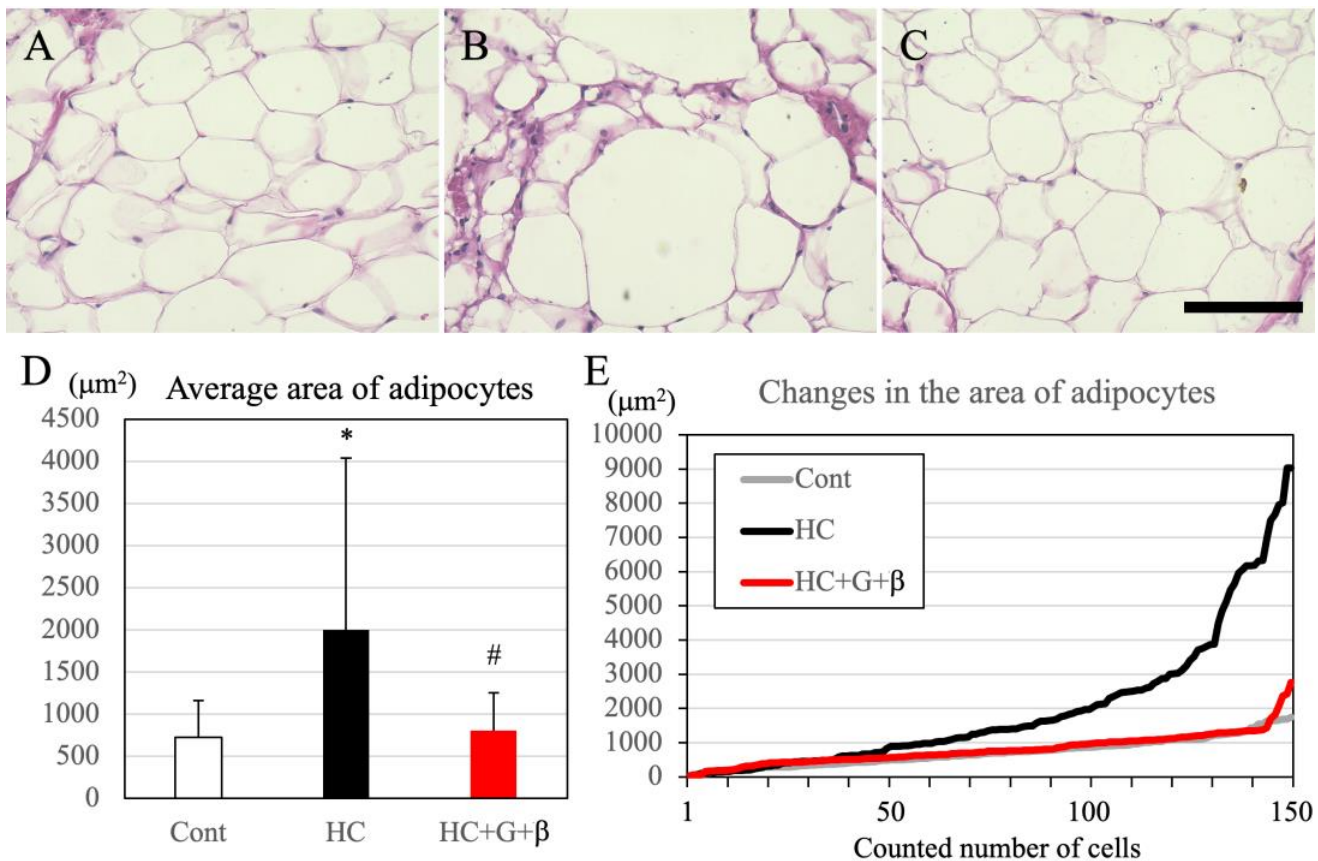 A
B
C
D (μm²) Average area of adipocytes
4500
4000
3500
3000
2500
2000
1500
1000
500
0
*
#
Cont HC HC+G+β
E (μm²) Changes in the area of adipocytes
10000
9000
8000
7000
6000
5000
4000
3000
2000
1000
0
Cont
HC
HC+G+β
1 50 100 150
Counted number of cells